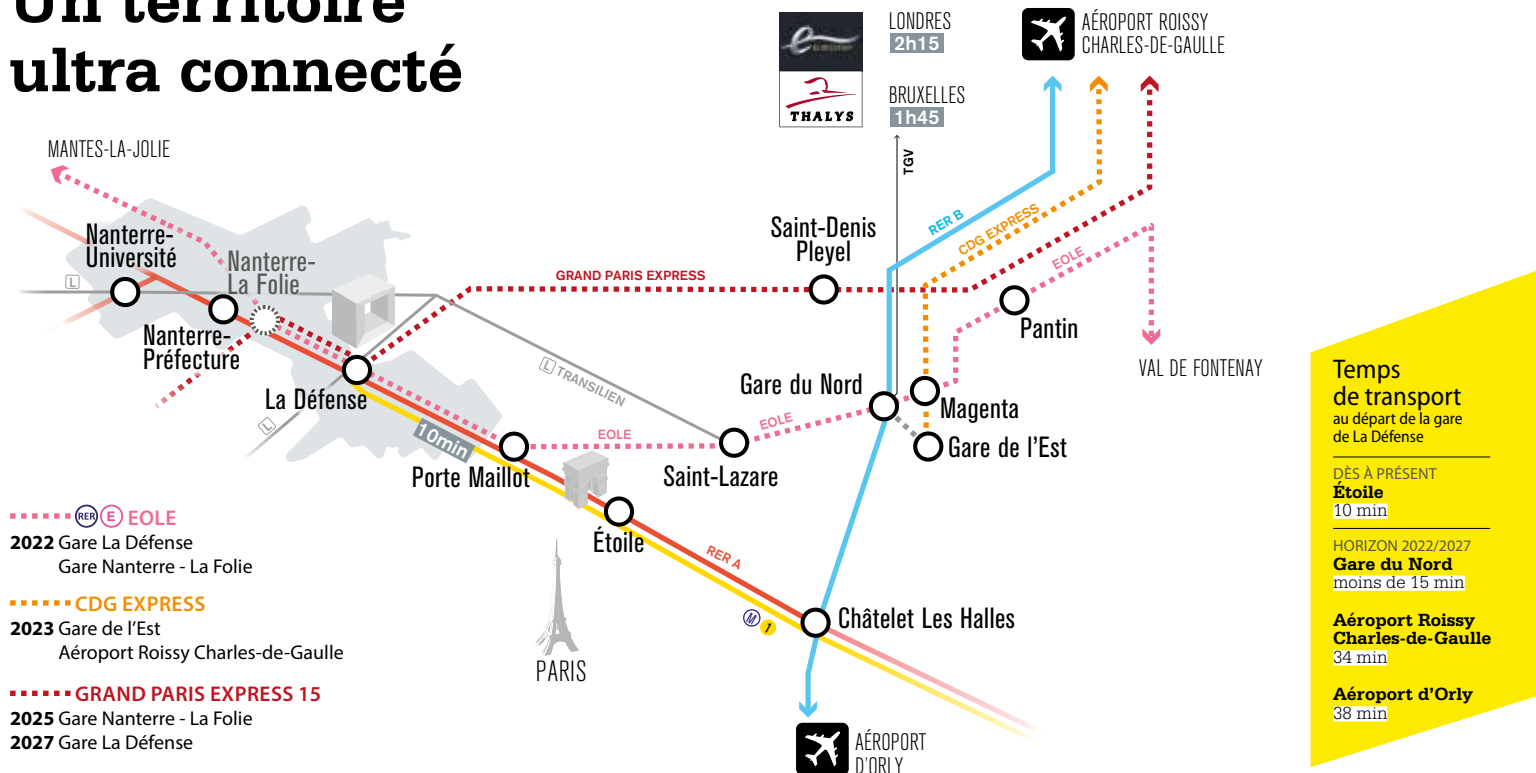 Un territoire
ultra connecté
LONDRES
2h15
BRUXELLES
1h45
THALYS
AÉROPORT ROISSY
CHARLES-DE-GAULLE
TGV
MANTES-LA-JOLIE
Nanterre-
Université
L
Nanterre-
La Folie
Nanterre-
Préfecture
La Défense
L
GRAND PARIS EXPRESS
Saint-Denis
Pleyel
RER B
CDG EXPRESS
EOLE
Pantin
VAL DE FONTENAY
L TRANSILIEN
Gare du Nord
Magenta
Gare de l'Est
EOLE
EOLE
Saint-Lazare
10min
Porte Maillot
Étoile
RER A
M 1
Châtelet Les Halles
PARIS
AÉROPORT
D'ORLY
RER E EOLE
2022 Gare La Défense
Gare Nanterre - La Folie
CDG EXPRESS
2023 Gare de l'Est
Aéroport Roissy Charles-de-Gaulle
GRAND PARIS EXPRESS 15
2025 Gare Nanterre - La Folie
2027 Gare La Défense
Temps
de transport
au départ de la gare
de La Défense
DÈS À PRÉSENT
Étoile
10 min
HORIZON 2022/2027
Gare du Nord
moins de 15 min
Aéroport Roissy
Charles-de-Gaulle
34 min
Aéroport d'Orly
38 min